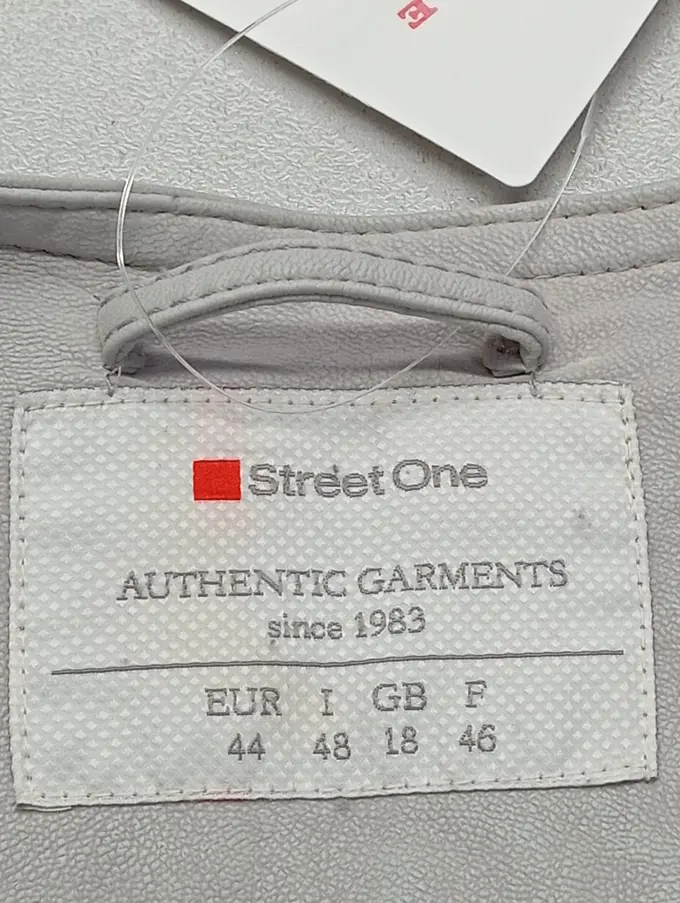 Street One
AUTHENTIC GARMENTS
since 1983
EUR I GB F
44 48 18 46